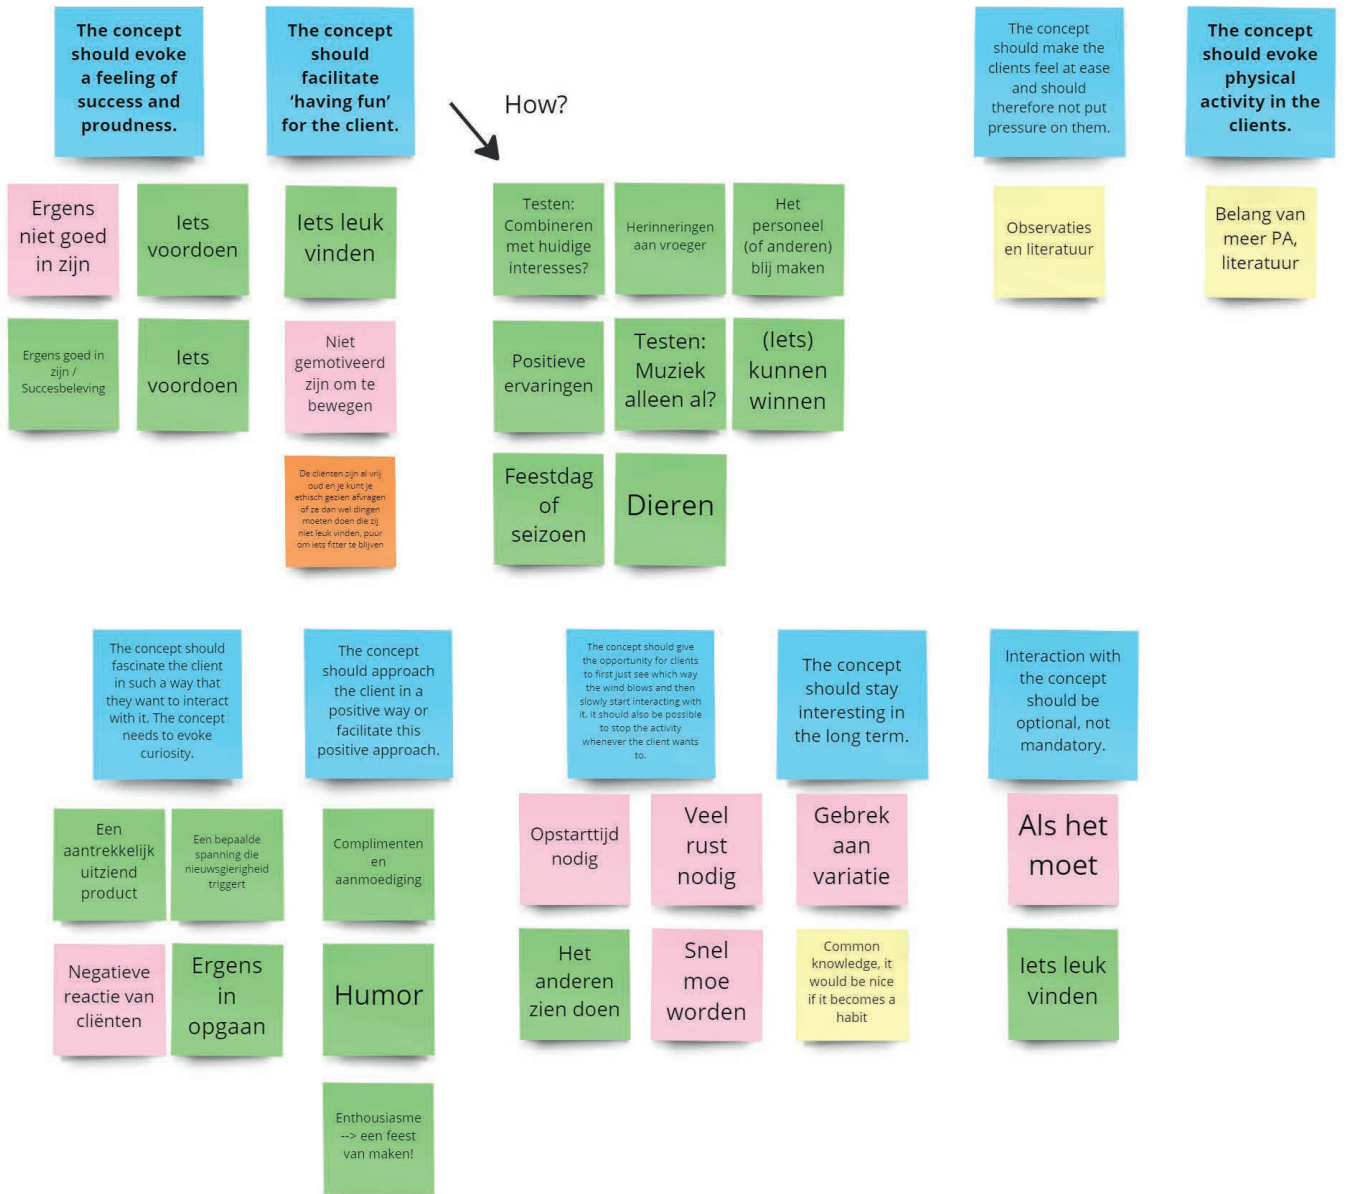 The concept
should evoke
a feeling of
success and
proudness.
The concept
should
facilitate
‘having fun’
for the client.
How?
The concept
should make the
clients feel at ease
and should
therefore not put
pressure on them.
The concept
should evoke
physical
activity in the
clients.
Ergens
niet goed
in zijn
Iets
voordoen
Iets leuk
vinden
Testen:
Combineren
met huidige
interesses?
Herinneringen
aan vroeger
Het
personeel
(of anderen)
blij maken
Observaties
en literatuur
Belang van
meer PA,
literatuur
Ergens goed in
zijn /
Succesbeleving
Iets
voordoen
Niet
gemotiveerd
zijn om te
bewegen
Positieve
ervaringen
Testen:
Muziek
alleen al?
(Iets)
kunnen
winnen
De cliënten zijn al vrij
oud en je kunt je
ethisch gezien afvragen
of ze dan wel dingen
moeten doen die zij
niet leuk vinden, puur
om iets fitter te blijven
Feestdag
of
seizoen
Dieren
The concept should
fascinate the client
in such a way that
they want to interact
with it. The concept
needs to evoke
curiosity.
The concept
should approach
the client in a
positive way or
facilitate this
positive approach.
The concept should give
the opportunity for clients
to first just see which way
the wind blows and then
slowly start interacting with
it. It should also be possible
to stop the activity
whenever the client wants
to.
The concept
should stay
interesting in
the long term.
Interaction with
the concept
should be
optional, not
mandatory.
Een
aantrekkelijk
uitziend
product
Een bepaalde
spanning die
nieuwsgierigheid
triggert
Complimenten
en
aanmoediging
Opstarttijd
nodig
Veel
rust
nodig
Gebrek
aan
variatie
Als het
moet
Negatieve
reactie van
cliënten
Ergens
in
opgaan
Humor
Het
anderen
zien doen
Snel
moe
worden
Common
knowledge, it
would be nice
if it becomes a
habit
Iets leuk
vinden
Enthousiasme
--> een feest
van maken!